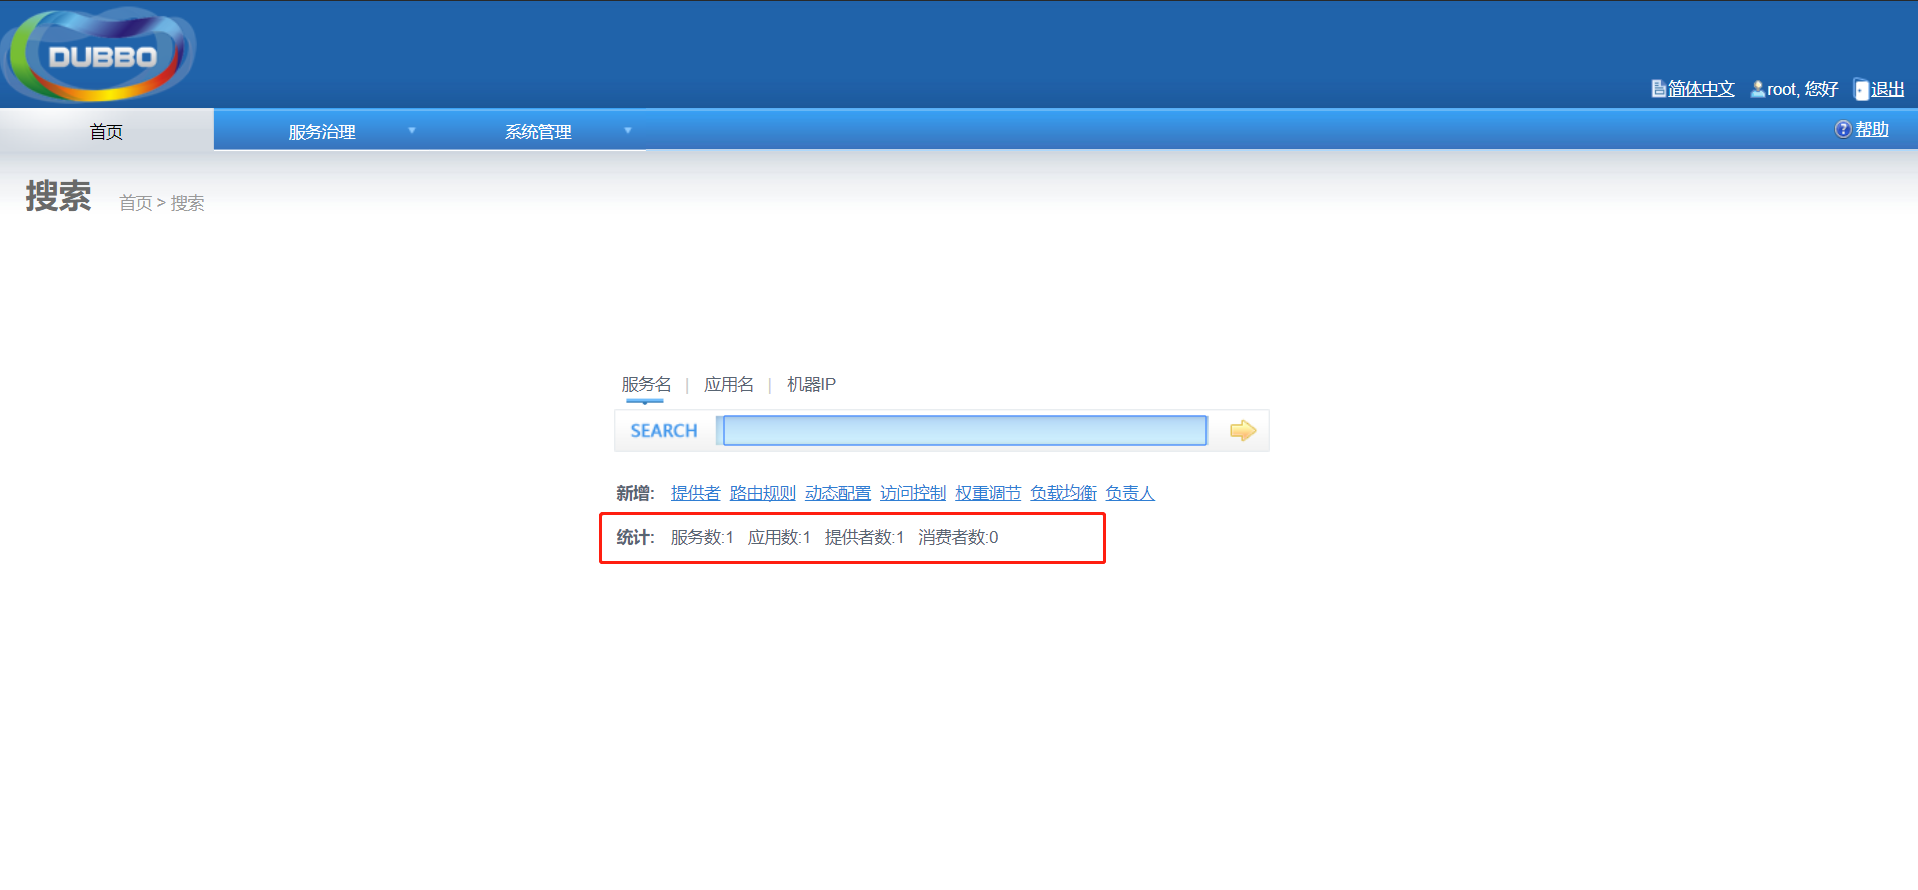 DUBBO
简体中文 root, 您好 退出
首页 服务治理 系统管理 帮助
搜索 首页 > 搜索
服务名 | 应用名 | 机器IP
SEARCH
新增: 提供者 路由规则 动态配置 访问控制 权重调节 负载均衡 负责人
统计: 服务数:1 应用数:1 提供者数:1 消费者数:0